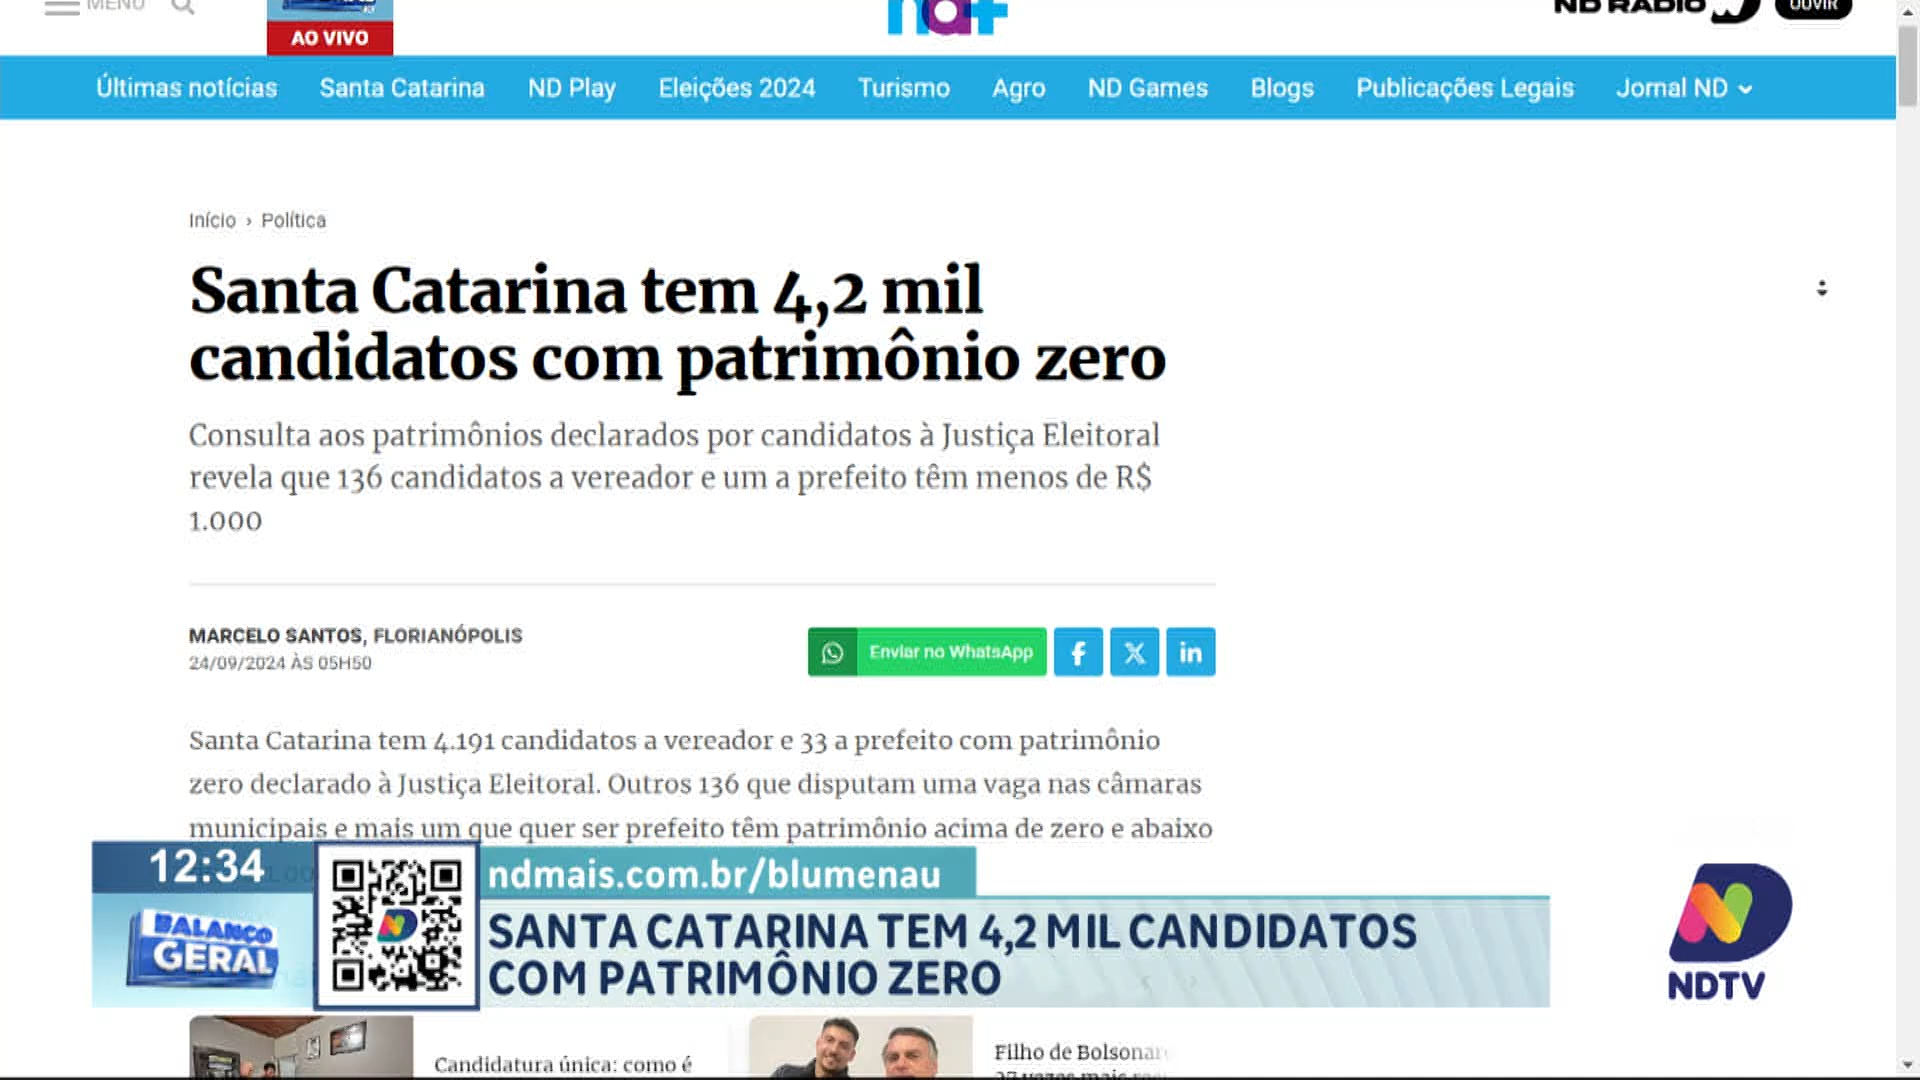 MENU
AO VIVO
nd+
ND RÁDIO
OUVIR
Últimas notícias Santa Catarina ND Play Eleições 2024 Turismo Agro ND Games Blogs Publicações Legais Jornal ND
Início › Política
Santa Catarina tem 4,2 mil
candidatos com patrimônio zero
Consulta aos patrimônios declarados por candidatos à Justiça Eleitoral
revela que 136 candidatos a vereador e um a prefeito têm menos de R$
1.000
MARCELO SANTOS, FLORIANÓPOLIS
24/09/2024 ÀS 05H50
Enviar no WhatsApp
Santa Catarina tem 4.191 candidatos a vereador e 33 a prefeito com patrimônio
zero declarado à Justiça Eleitoral. Outros 136 que disputam uma vaga nas câmaras
municipais e mais um que quer ser prefeito têm patrimônio acima de zero e abaixo
12:34
BALANÇO
GERAL
ndmais.com.br/blumenau
SANTA CATARINA TEM 4,2 MIL CANDIDATOS
COM PATRIMÔNIO ZERO
NDTV
Candidatura única: como é
Filho de Bolsonaro